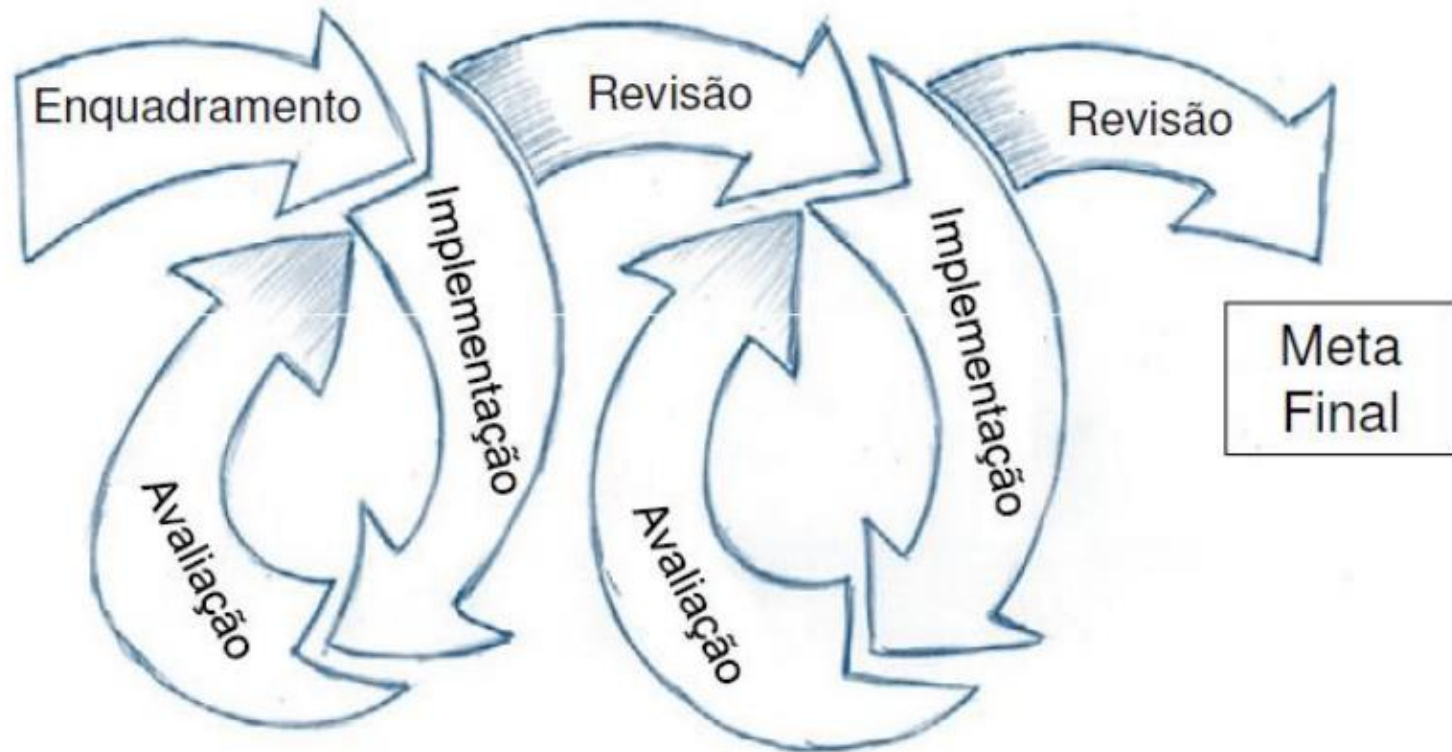 Enquadramento
Revisão
Revisão
Implementação
Implementação
Avaliação
Avaliação
Meta
Final